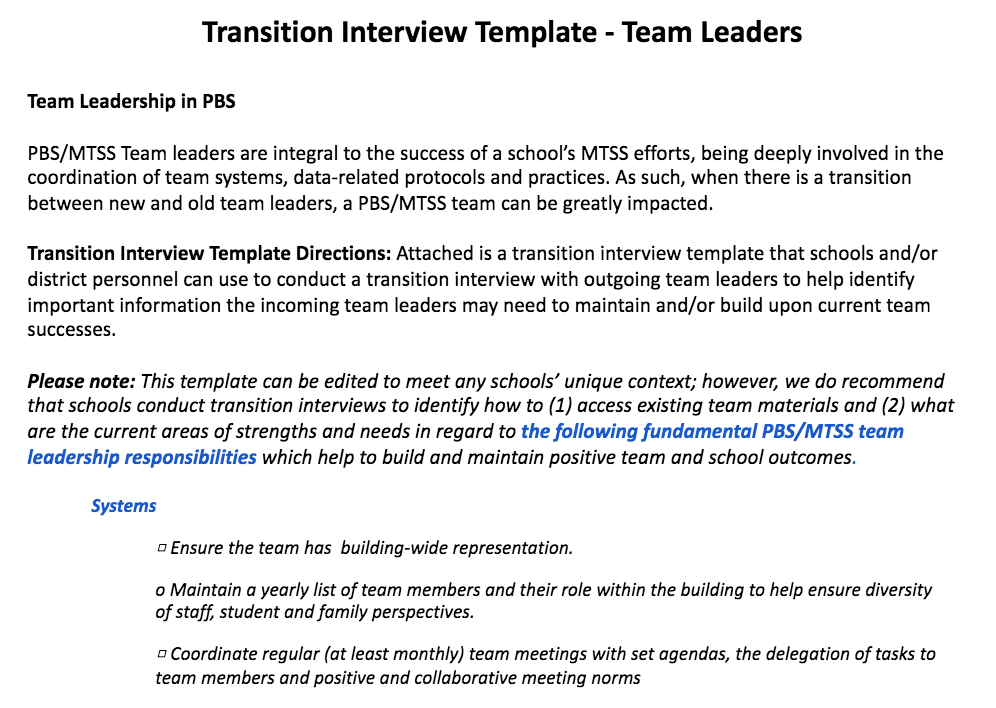 Transition Interview Template - Team Leaders
Team Leadership in PBS
PBS/MTSS Team leaders are integral to the success of a school’s MTSS efforts, being deeply involved in the
coordination of team systems, data-related protocols and practices. As such, when there is a transition
between new and old team leaders, a PBS/MTSS team can be greatly impacted.
Transition Interview Template Directions: Attached is a transition interview template that schools and/or
district personnel can use to conduct a transition interview with outgoing team leaders to help identify
important information the incoming team leaders may need to maintain and/or build upon current team
successes.
Please note: This template can be edited to meet any schools’ unique context; however, we do recommend
that schools conduct transition interviews to identify how to (1) access existing team materials and (2) what
are the current areas of strengths and needs in regard to the following fundamental PBS/MTSS team
leadership responsibilities which help to build and maintain positive team and school outcomes.
Systems
▫ Ensure the team has  building-wide representation.
o Maintain a yearly list of team members and their role within the building to help ensure diversity
of staff, student and family perspectives.
▫ Coordinate regular (at least monthly) team meetings with set agendas, the delegation of tasks to
team members and positive and collaborative meeting norms